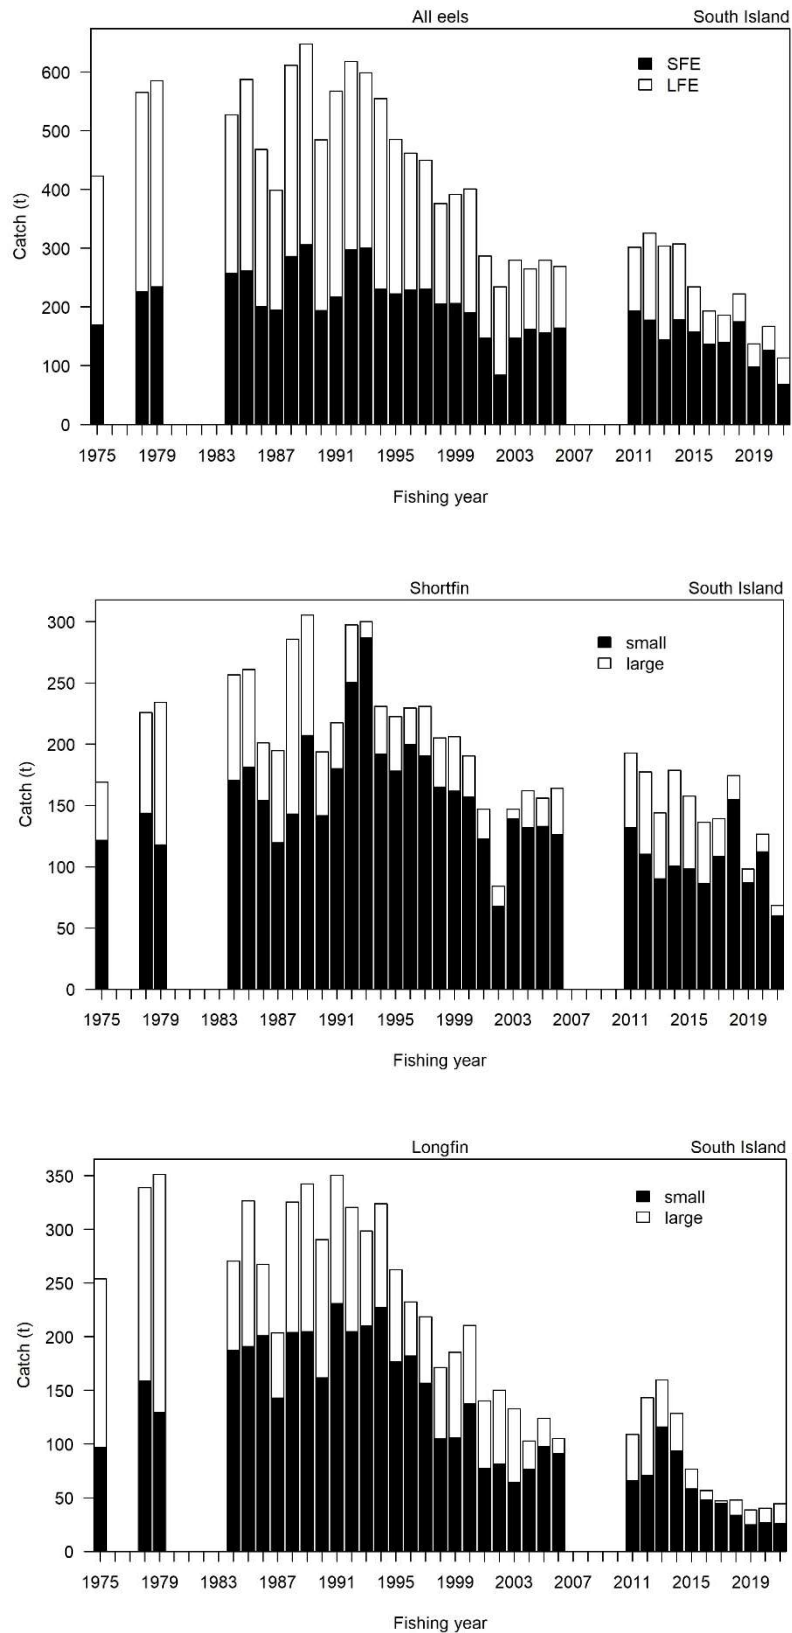 All eels South Island
SFE
LFE
600
500
400
300
200
100
0
Catch (t)
1975 1979 1983 1987 1991 1995 1999 2003 2007 2011 2015 2019
Fishing year
Shortfin South Island
small
large
300
250
200
150
100
50
0
Catch (t)
1975 1979 1983 1987 1991 1995 1999 2003 2007 2011 2015 2019
Fishing year
Longfin South Island
small
large
350
300
250
200
150
100
50
0
Catch (t)
1975 1979 1983 1987 1991 1995 1999 2003 2007 2011 2015 2019
Fishing year